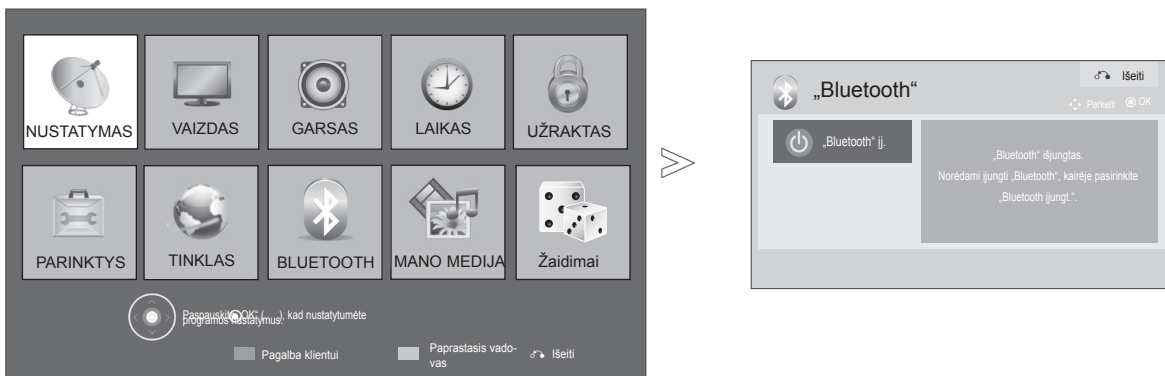 NUSTATYMAS
VAIZDAS
GARSAS
LAIKAS
UŽRAKTAS
PARINKTYS
TINKLAS
BLUETOOTH
MANO MEDIJA
Žaidimai
Paspauskite „OK“ ( ), kad nustatytumėte
programos nustatymus.
Pagalba klientui
Paprastasis vado-
vas
Išeiti
„Bluetooth“
Išeiti
Perkelti OK
„Bluetooth“ įj.
„Bluetooth“ išjungtas.
Norėdami įjungti „Bluetooth“, kairėje pasirinkite
„Bluetooth įjungt.“.